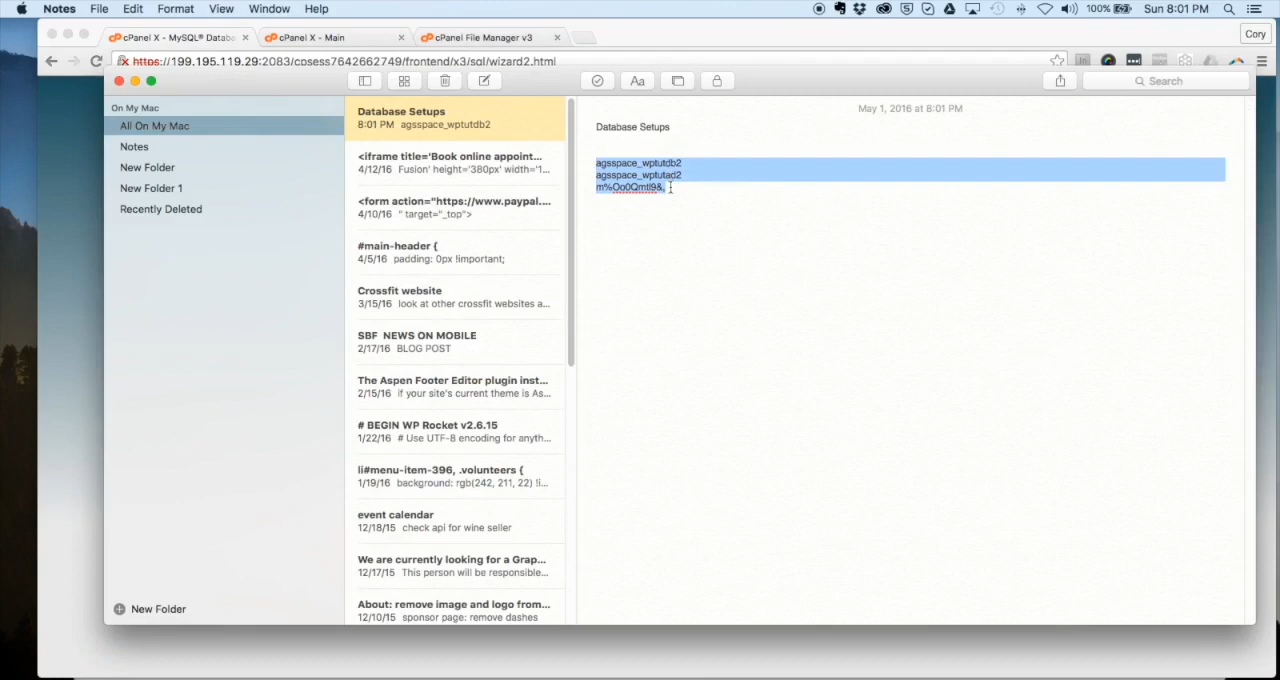 Notes File Edit Format View Window Help
100% Sun 8:01 PM
cPanel X - MySQL® Databa
cPanel X - Main
cPanel File Manager v3
Cory
https://199.195.119.29:2083/cpsess7642662749/frontend/x3/sql/wizard2.html
Aa
Search
On My Mac
All On My Mac
Notes
New Folder
New Folder 1
Recently Deleted
New Folder
Database Setups
8:01 PM agsspace_wptutdb2
<iframe title='Book online appoint...
4/12/16 Fusion' height='380px' width='1...
<form action="https://www.paypal....
4/10/16 " target="_top">
#main-header {
4/5/16 padding: 0px !important;
Crossfit website
3/15/16 look at other crossfit websites a...
SBF NEWS ON MOBILE
2/17/16 BLOG POST
The Aspen Footer Editor plugin inst...
2/15/16 if your site's current theme is As...
# BEGIN WP Rocket v2.6.15
1/22/16 # Use UTF-8 encoding for anyth...
li#menu-item-396, .volunteers {
1/19/16 background: rgb(242, 211, 22) !i...
event calendar
12/18/15 check api for wine seller
We are currently looking for a Grap...
12/17/15 This person will be responsible...
About: remove image and logo from...
12/10/15 sponsor page: remove dashes
May 1, 2016 at 8:01 PM
Database Setups
agsspace_wptutdb2
agsspace_wptutad2